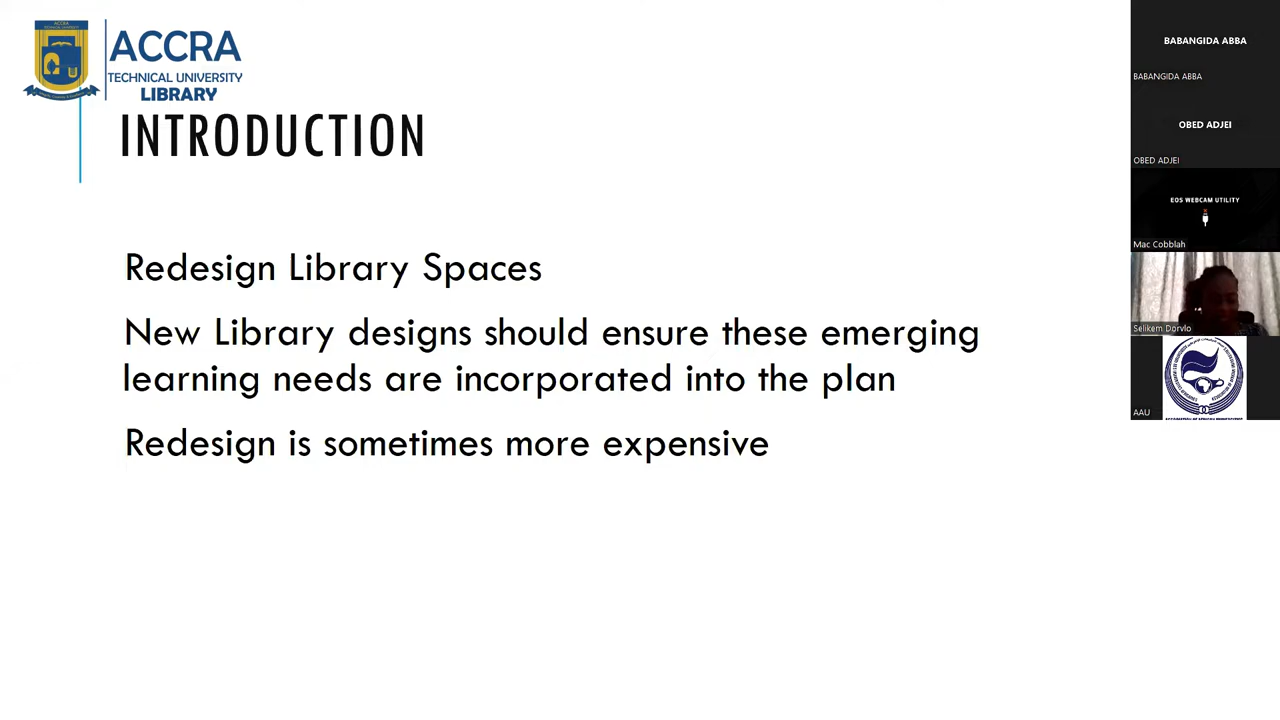 ACCRA
TECHNICAL UNIVERSITY
LIBRARY
INTRODUCTION
Redesign Library Spaces
New Library designs should ensure these emerging
learning needs are incorporated into the plan
Redesign is sometimes more expensive
BABANGIDA ABBA
BABANGIDA ABBA
OBED ADJEI
OBED ADJEI
EOS WEBCAM UTILITY
Mac Cobblah
Selikem Dorvlo
AAU